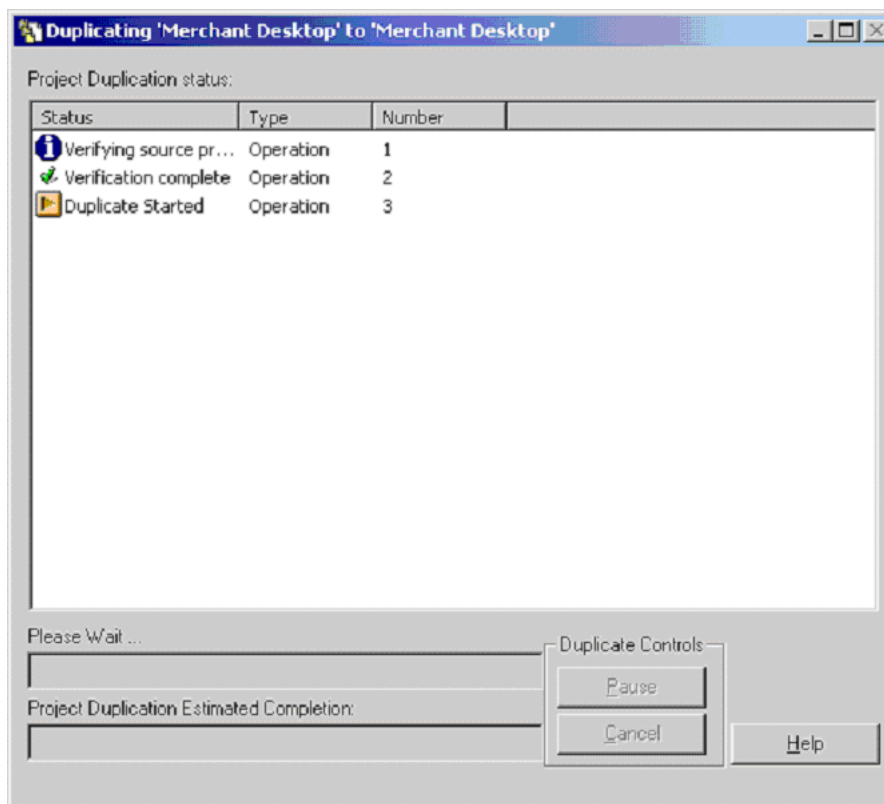 Duplicating 'Merchant Desktop' to 'Merchant Desktop'
Project Duplication status:
Status Type Number
Verifying source pr... Operation 1
Verification complete Operation 2
Duplicate Started Operation 3
Please Wait ...
Duplicate Controls
Pause
Project Duplication Estimated Completion:
Cancel
Help